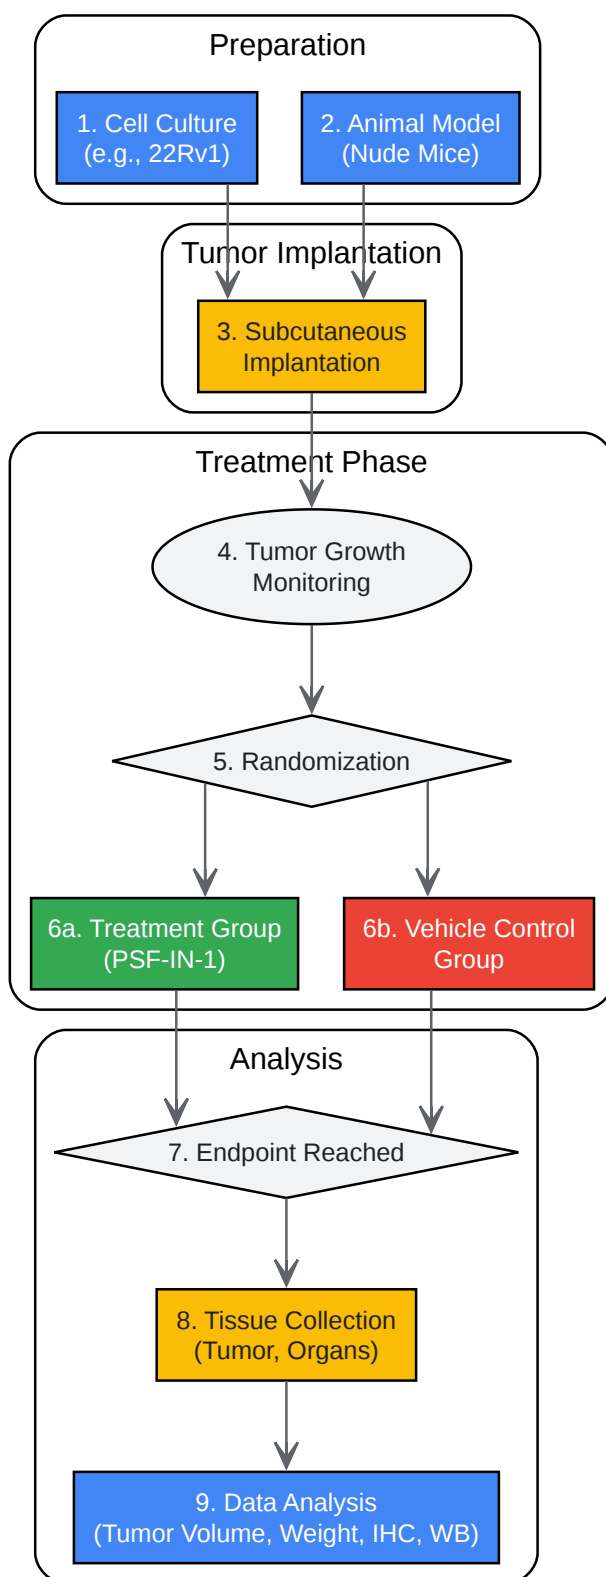 Preparation
1. Cell Culture
(e.g., 22Rv1)
2. Animal Model
(Nude Mice)
Tumor Implantation
3. Subcutaneous
Implantation
Treatment Phase
4. Tumor Growth
Monitoring
5. Randomization
6a. Treatment Group
(PSF-IN-1)
6b. Vehicle Control
Group
Analysis
7. Endpoint Reached
8. Tissue Collection
(Tumor, Organs)
9. Data Analysis
(Tumor Volume, Weight, IHC, WB)